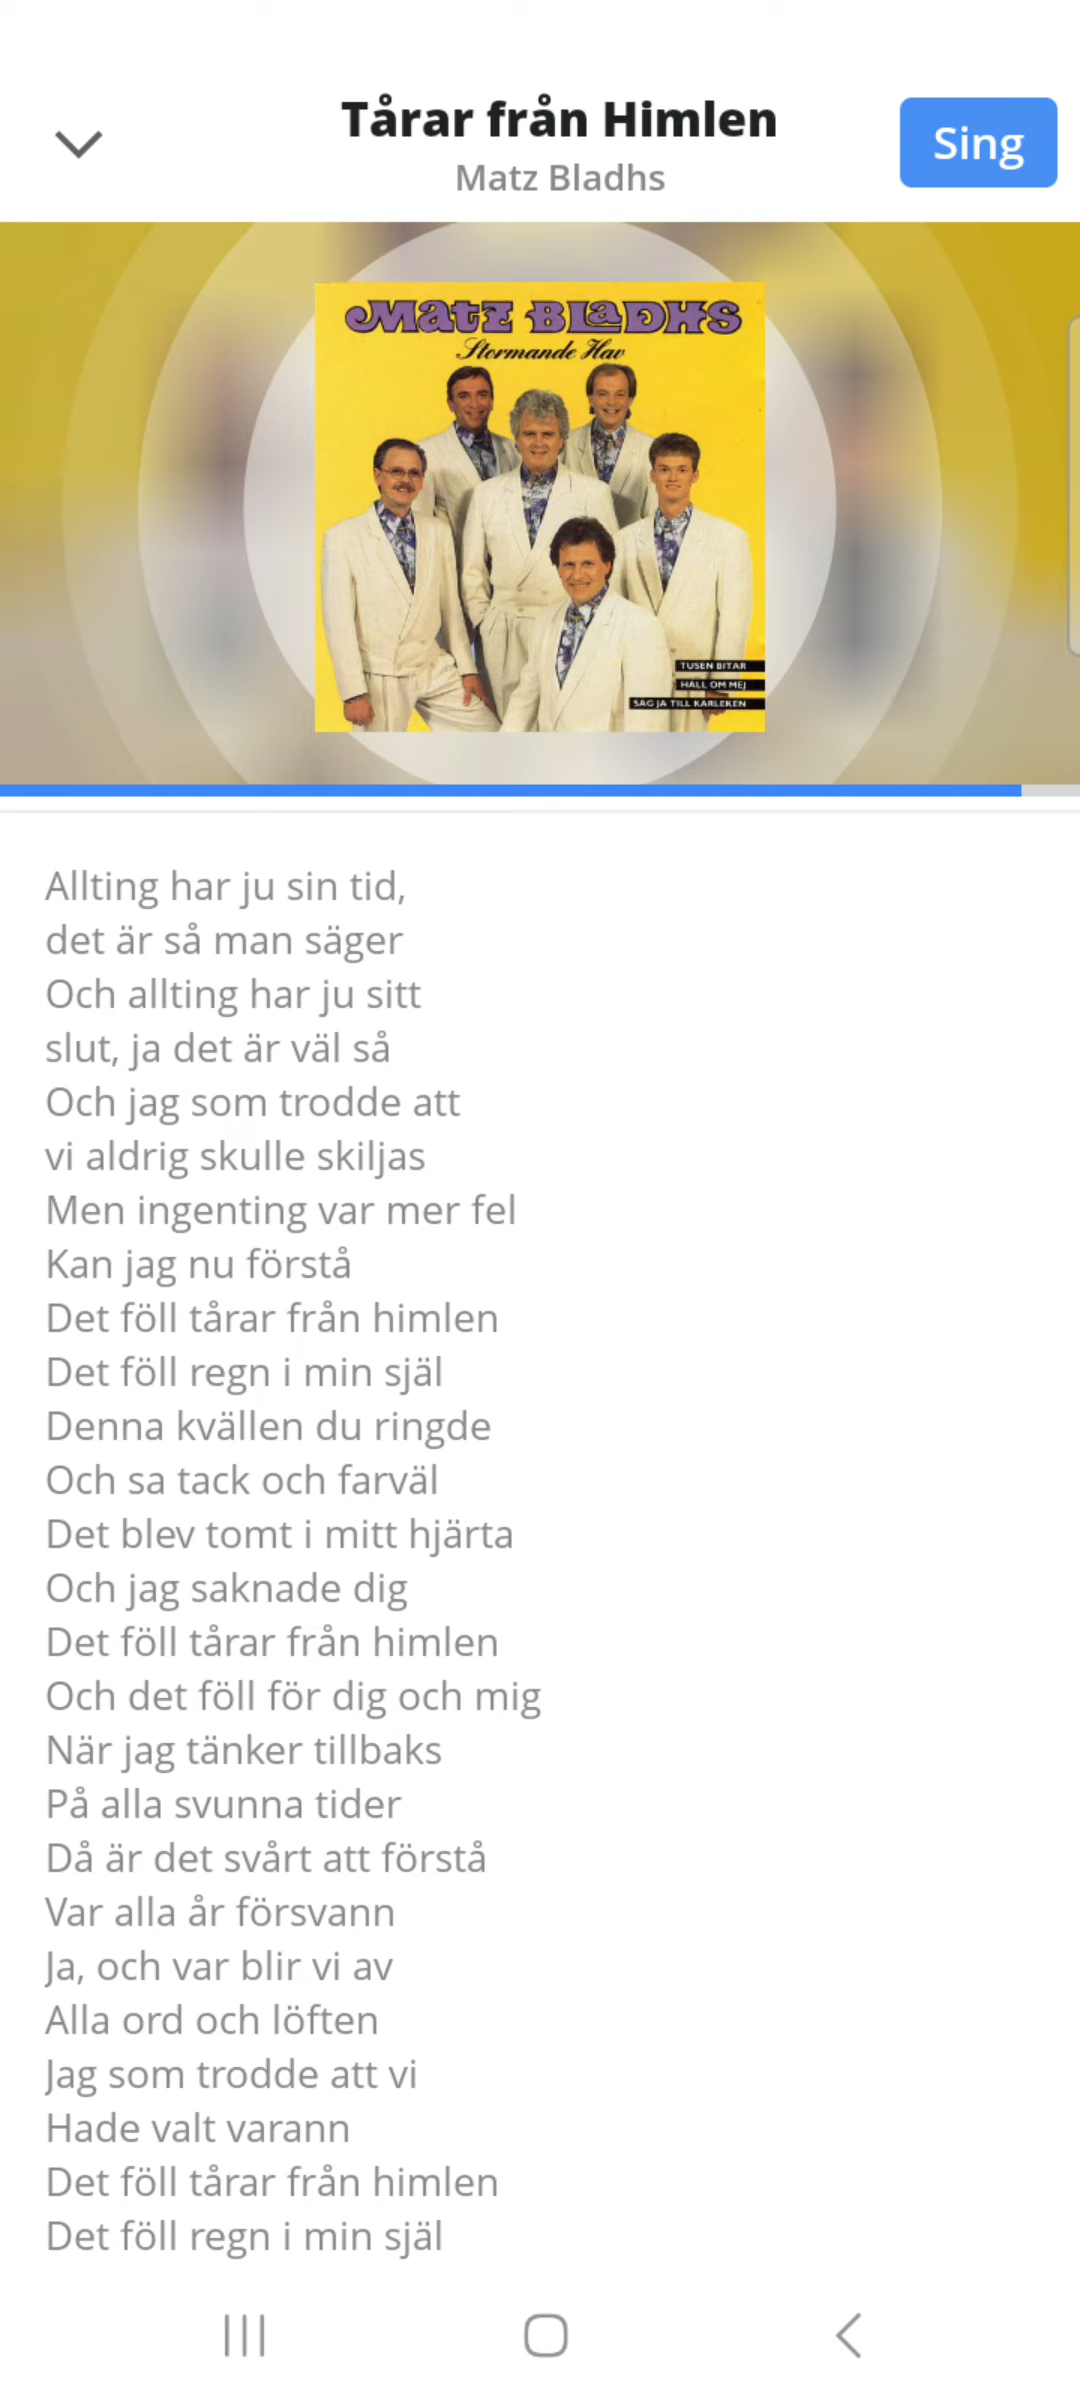 Tårar från Himlen
Matz Bladhs
Sing
Matz Bladhs
Stormande Hav
TUSEN BITAR
HÅLL OM MEJ
SÄG JA TILL KÄRLEKEN
Allting har ju sin tid,
det är så man säger
Och allting har ju sitt
slut, ja det är väl så
Och jag som trodde att
vi aldrig skulle skiljas
Men ingenting var mer fel
Kan jag nu förstå
Det föll tårar från himlen
Det föll regn i min själ
Denna kvällen du ringde
Och sa tack och farväl
Det blev tomt i mitt hjärta
Och jag saknade dig
Det föll tårar från himlen
Och det föll för dig och mig
När jag tänker tillbaks
På alla svunna tider
Då är det svårt att förstå
Var alla år försvann
Ja, och var blir vi av
Alla ord och löften
Jag som trodde att vi
Hade valt varann
Det föll tårar från himlen
Det föll regn i min själ